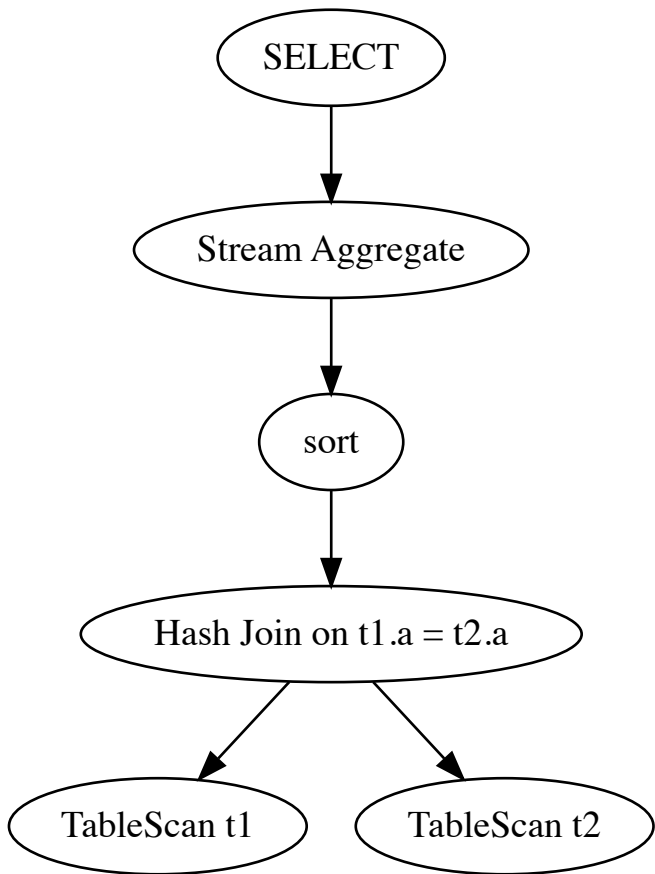 SELECT
Stream Aggregate
sort
Hash Join on t1.a = t2.a
TableScan t1
TableScan t2